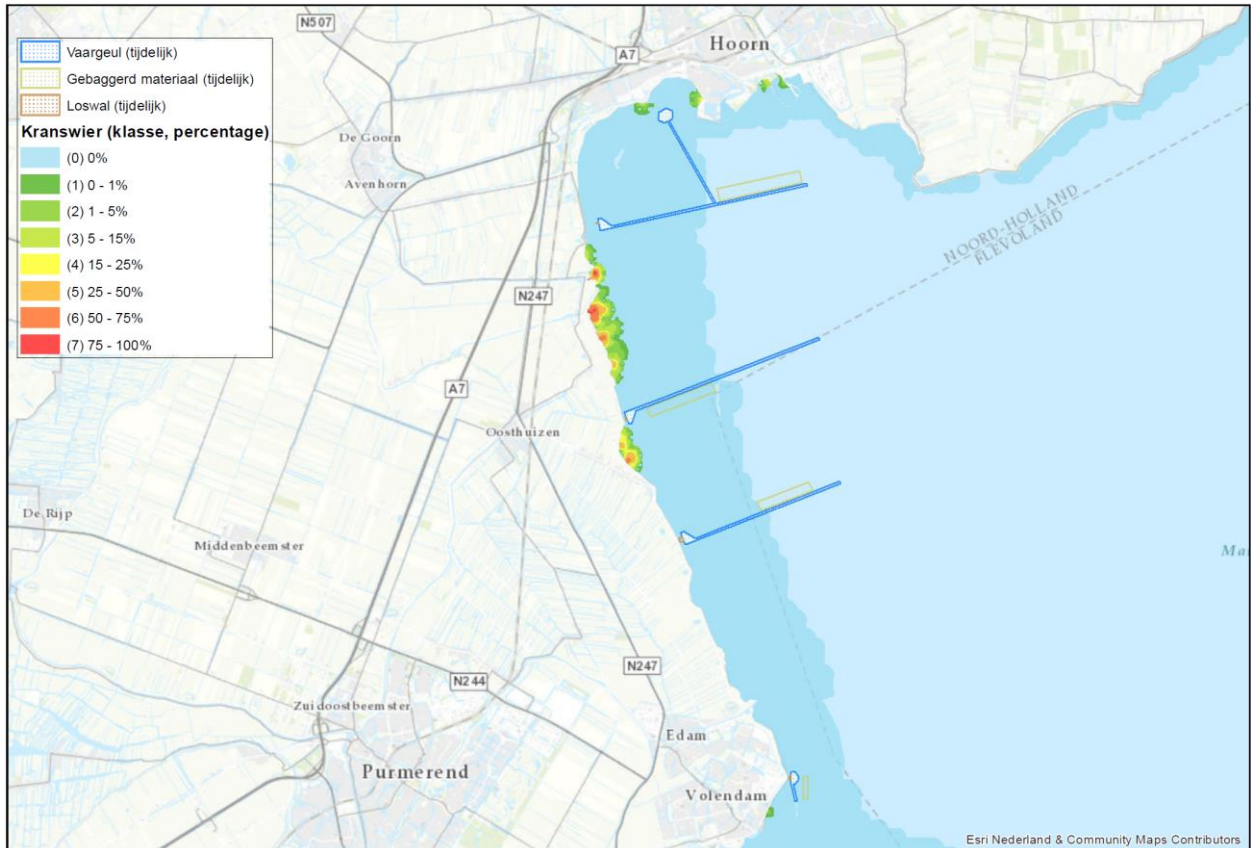 N507
A7
Hoorn
Vaargeul (tijdelijk)
Gebaggerd materiaal (tijdelijk)
Loswal (tijdelijk)
Kranswier (klasse, percentage)
(0) 0%
(1) 0 - 1%
(2) 1 - 5%
(3) 5 - 15%
(4) 15 - 25%
(5) 25 - 50%
(6) 50 - 75%
(7) 75 - 100%
De Goorn
Avenhorn
NOORD-HOLLAND
FLEVOLAND
N247
A7
Oosthuizen
De Rijp
Middenbeemster
Ma
N247
N244
Zuidoostbeemster
Edam
Purmerend
Volendam
Esri Nederland & Community Maps Contributors